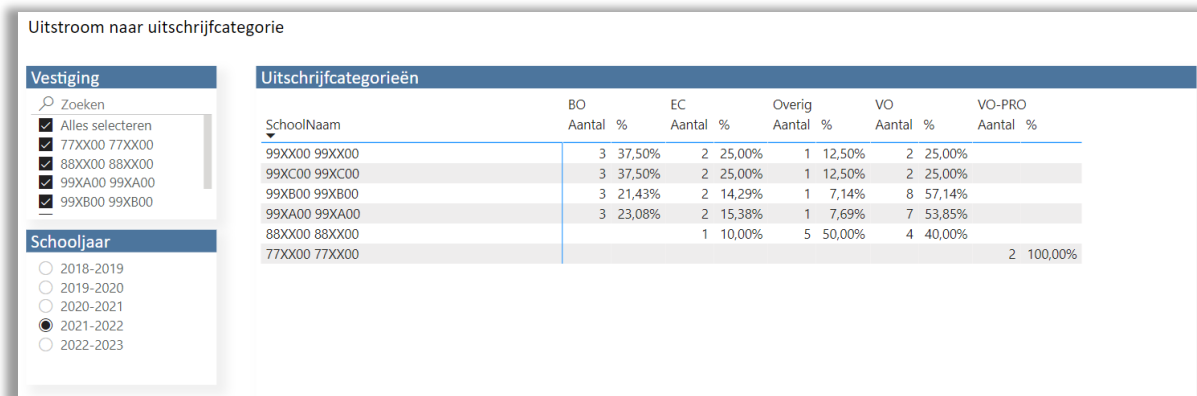 Uitstroom naar uitschrijfcategorie
Vestiging
Zoeken
Alles selecteren
77XX00 77XX00
88XX00 88XX00
99XA00 99XA00
99XB00 99XB00
Schooljaar
2018-2019
2019-2020
2020-2021
2021-2022
2022-2023
Uitschrijfcategorieën
BO EC Overig VO VO-PRO
SchoolNaam Aantal % Aantal % Aantal % Aantal % Aantal %
99XX00 99XX00 3 37,50% 2 25,00% 1 12,50% 2 25,00%
99XC00 99XC00 3 37,50% 2 25,00% 1 12,50% 2 25,00%
99XB00 99XB00 3 21,43% 2 14,29% 1 7,14% 8 57,14%
99XA00 99XA00 3 23,08% 2 15,38% 1 7,69% 7 53,85%
88XX00 88XX00 1 10,00% 5 50,00% 4 40,00%
77XX00 77XX00 2 100,00%